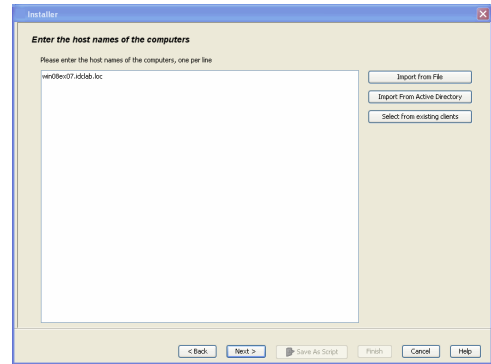 Installer
Enter the host names of the computers
Please enter the host names of the computers, one per line
win08ex07.idclab.loc
Import from File
Import From Active Directory
Select from existing clients
< Back
Next >
Save As Script
Finish
Cancel
Help